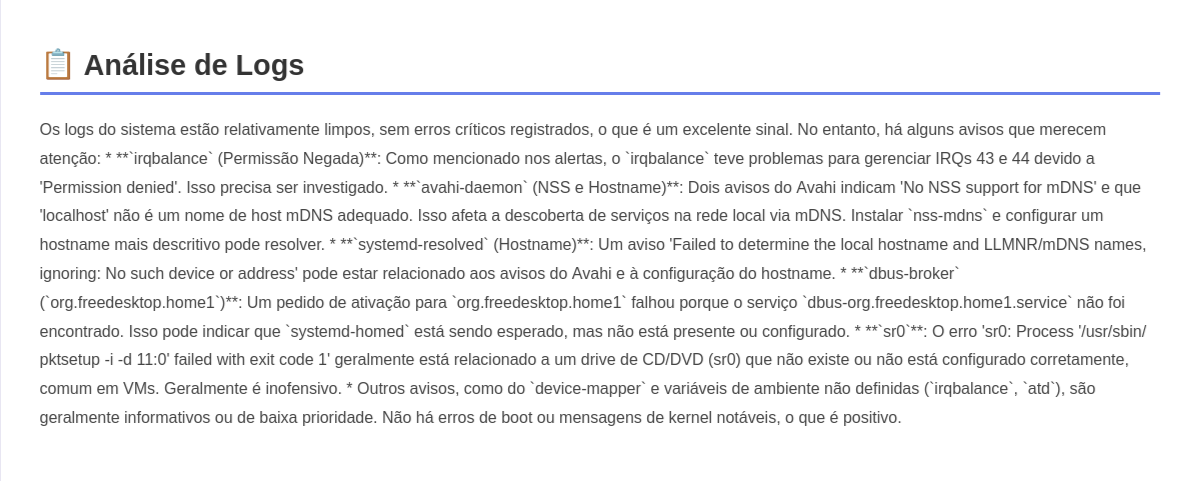 📋 Análise de Logs
Os logs do sistema estão relativamente limpos, sem erros críticos registrados, o que é um excelente sinal. No entanto, há alguns avisos que merecem
atenção: * **`irqbalance` (Permissão Negada)**: Como mencionado nos alertas, o `irqbalance` teve problemas para gerenciar IRQs 43 e 44 devido a
'Permission denied'. Isso precisa ser investigado. * **`avahi-daemon` (NSS e Hostname)**: Dois avisos do Avahi indicam 'No NSS support for mDNS' e que
'localhost' não é um nome de host mDNS adequado. Isso afeta a descoberta de serviços na rede local via mDNS. Instalar `nss-mdns` e configurar um
hostname mais descritivo pode resolver. * **`systemd-resolved` (Hostname)**: Um aviso 'Failed to determine the local hostname and LLMNR/mDNS names,
ignoring: No such device or address' pode estar relacionado aos avisos do Avahi e à configuração do hostname. * **`dbus-broker`
(`org.freedesktop.home1`)**: Um pedido de ativação para `org.freedesktop.home1` falhou porque o serviço `dbus-org.freedesktop.home1.service` não foi
encontrado. Isso pode indicar que `systemd-homed` está sendo esperado, mas não está presente ou configurado. * **`sr0`**: O erro 'sr0: Process '/usr/sbin/
pktsetup -i -d 11:0' failed with exit code 1' geralmente está relacionado a um drive de CD/DVD (sr0) que não existe ou não está configurado corretamente,
comum em VMs. Geralmente é inofensivo. * Outros avisos, como do `device-mapper` e variáveis de ambiente não definidas (`irqbalance`, `atd`), são
geralmente informativos ou de baixa prioridade. Não há erros de boot ou mensagens de kernel notáveis, o que é positivo.